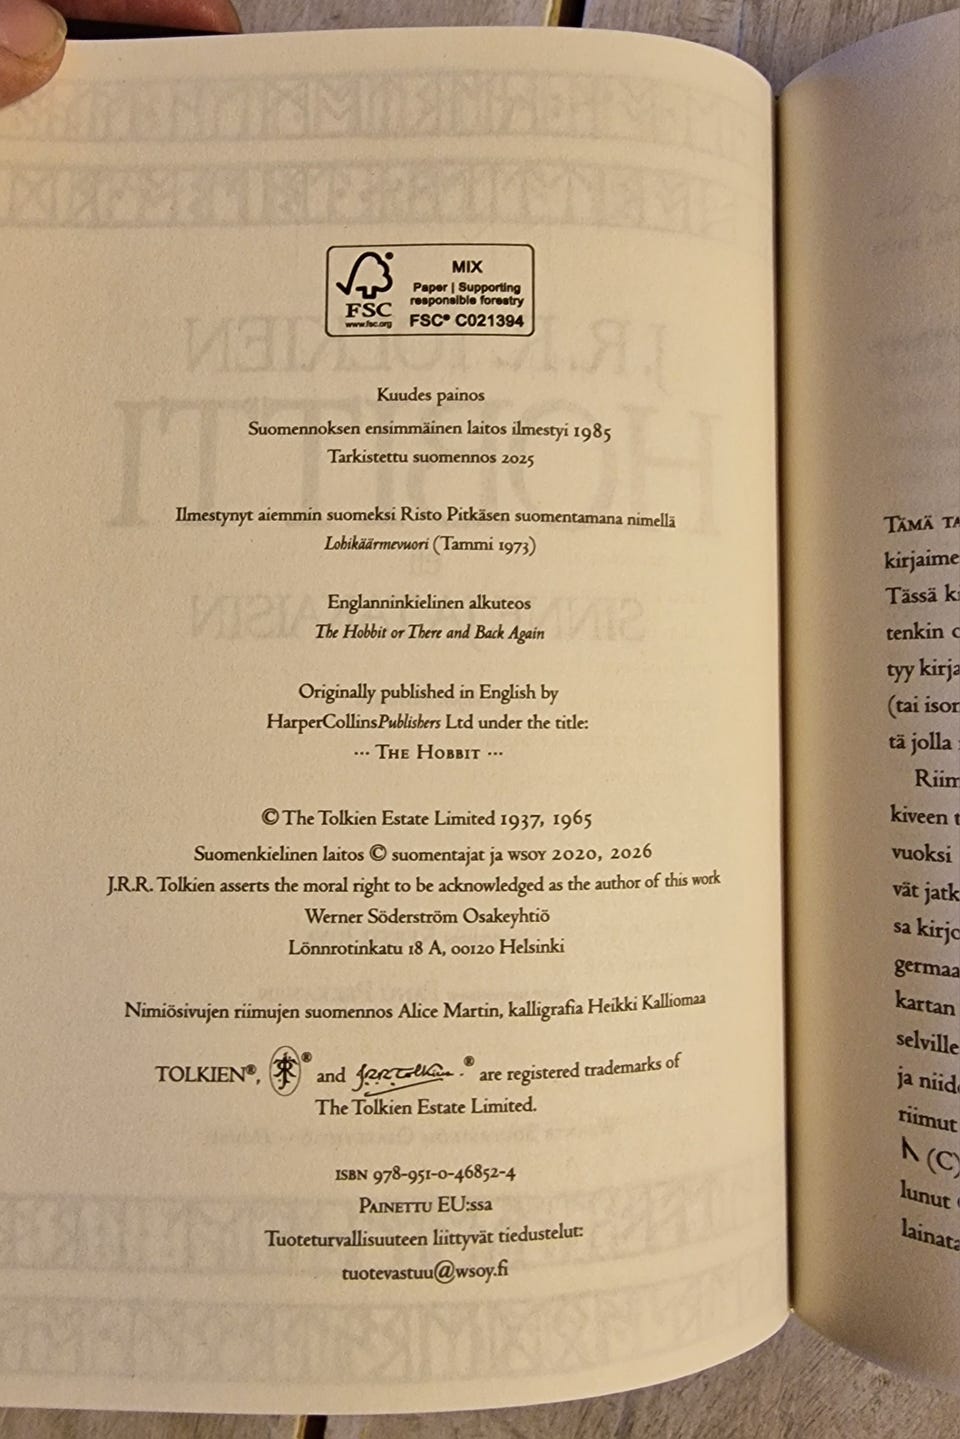 MIX
Paper | Supporting
responsible forestry
FSC® C021394
FSC
www.fsc.org
Kuudes painos
Suomennoksen ensimmäinen laitos ilmestyi 1985
Tarkistettu suomennos 2025
Ilmestynyt aiemmin suomeksi Risto Pitkäsen suomentamana nimellä
Lohikäärmevuori (Tammi 1973)
Englanninkielinen alkuteos
The Hobbit or There and Back Again
Originally published in English by
HarperCollinsPublishers Ltd under the title:
··· The Hobbit ···
© The Tolkien Estate Limited 1937, 1965
Suomenkielinen laitos © suomentajat ja WSOY 2020, 2026
J.R.R. Tolkien asserts the moral right to be acknowledged as the author of this work
Werner Söderström Osakeyhtiö
Lönnrotinkatu 18 A, 00120 Helsinki
Nimiösivujen riimujen suomennos Alice Martin, kalligrafia Heikki Kalliomaa
TOLKIEN®, ® and J.R.R. Tolkien ® are registered trademarks of
The Tolkien Estate Limited.
ISBN 978-951-0-46852-4
Painettu EU:ssa
Tuoteturvallisuuteen liittyvät tiedustelut:
tuotevastuu@wsoy.fi
Tämä
kirjaime
Tässä
tenkin
tyy kirja
(tai ison
tä jolla
Riim
kiveen
vuoksi
vät jatk
sa kirjo
germaa
kartan
selville
ja niid
riimut
ᚢ (C)
lunut
lainata